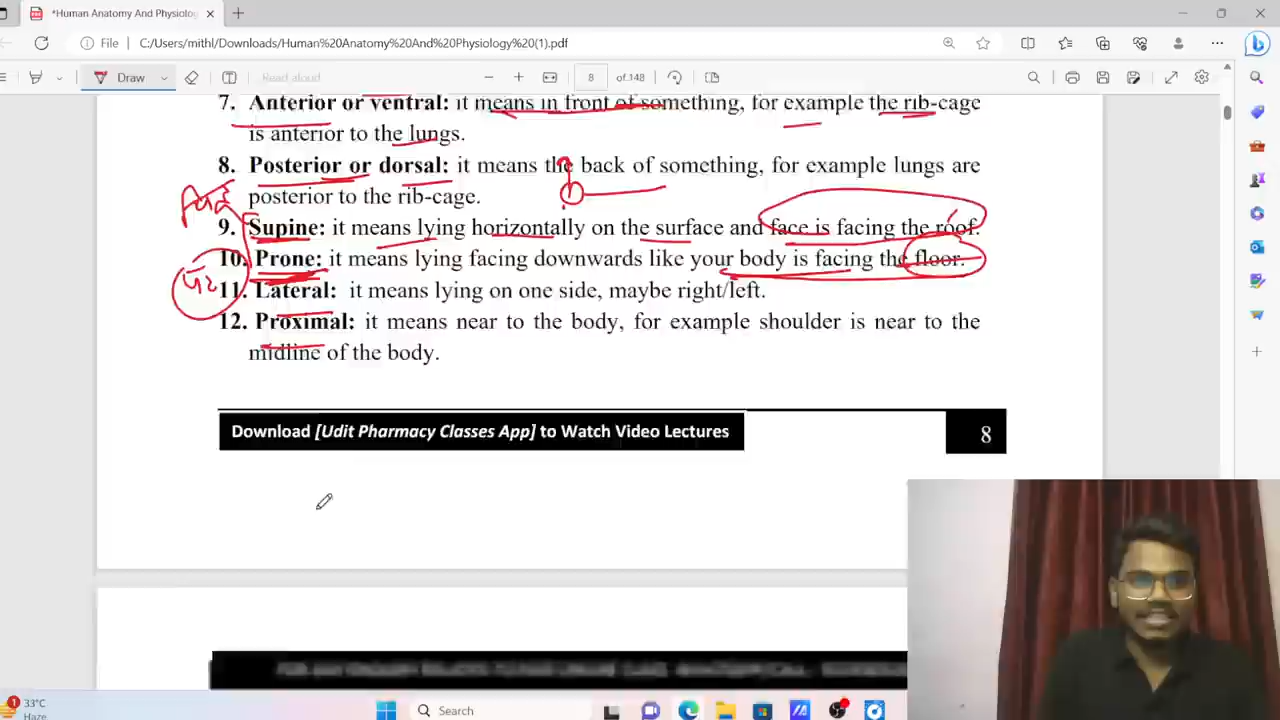 *Human Anatomy And Physiolog
File
C:/Users/mithl/Downloads/Human%20Anatomy%20And%20Physiology%20(1).pdf
Draw
Read aloud
8
of 148
7. Anterior or ventral: it means in front of something, for example the rib-cage
is anterior to the lungs.
8. Posterior or dorsal: it means the back of something, for example lungs are
posterior to the rib-cage.
9. Supine: it means lying horizontally on the surface and face is facing the roof.
10. Prone: it means lying facing downwards like your body is facing the floor.
11. Lateral: it means lying on one side, maybe right/left.
12. Proximal: it means near to the body, for example shoulder is near to the
midline of the body.
Download [Udit Pharmacy Classes App] to Watch Video Lectures
8
1
33°C
Haze
Search